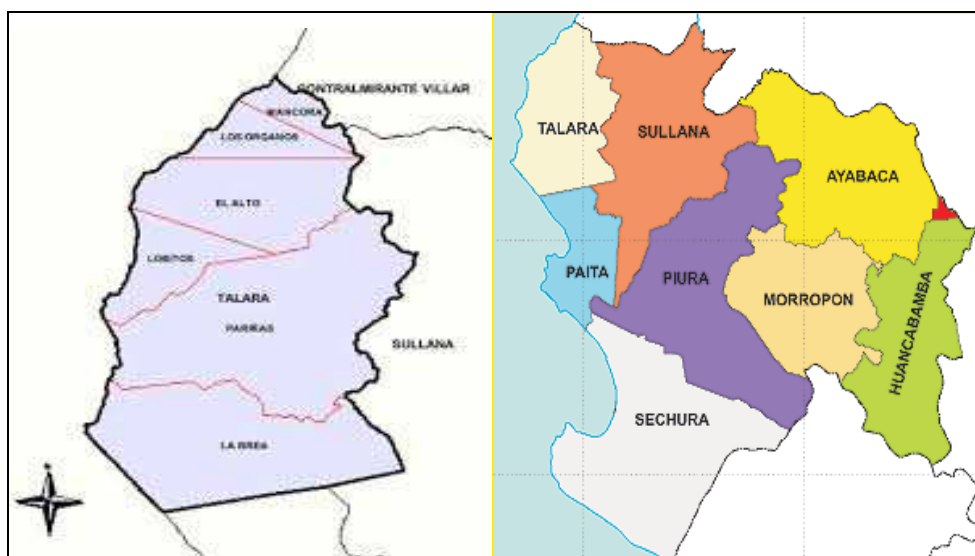 CONTRALMIRANTE VILLAR
MANCORA
LOS ORGANOS
EL ALTO
LOBITOS
TALARA
PARIÑAS
SULLANA
LA BREA
TALARA
SULLANA
AYABACA
PAITA
PIURA
MORROPON
HUANCABAMBA
SECHURA